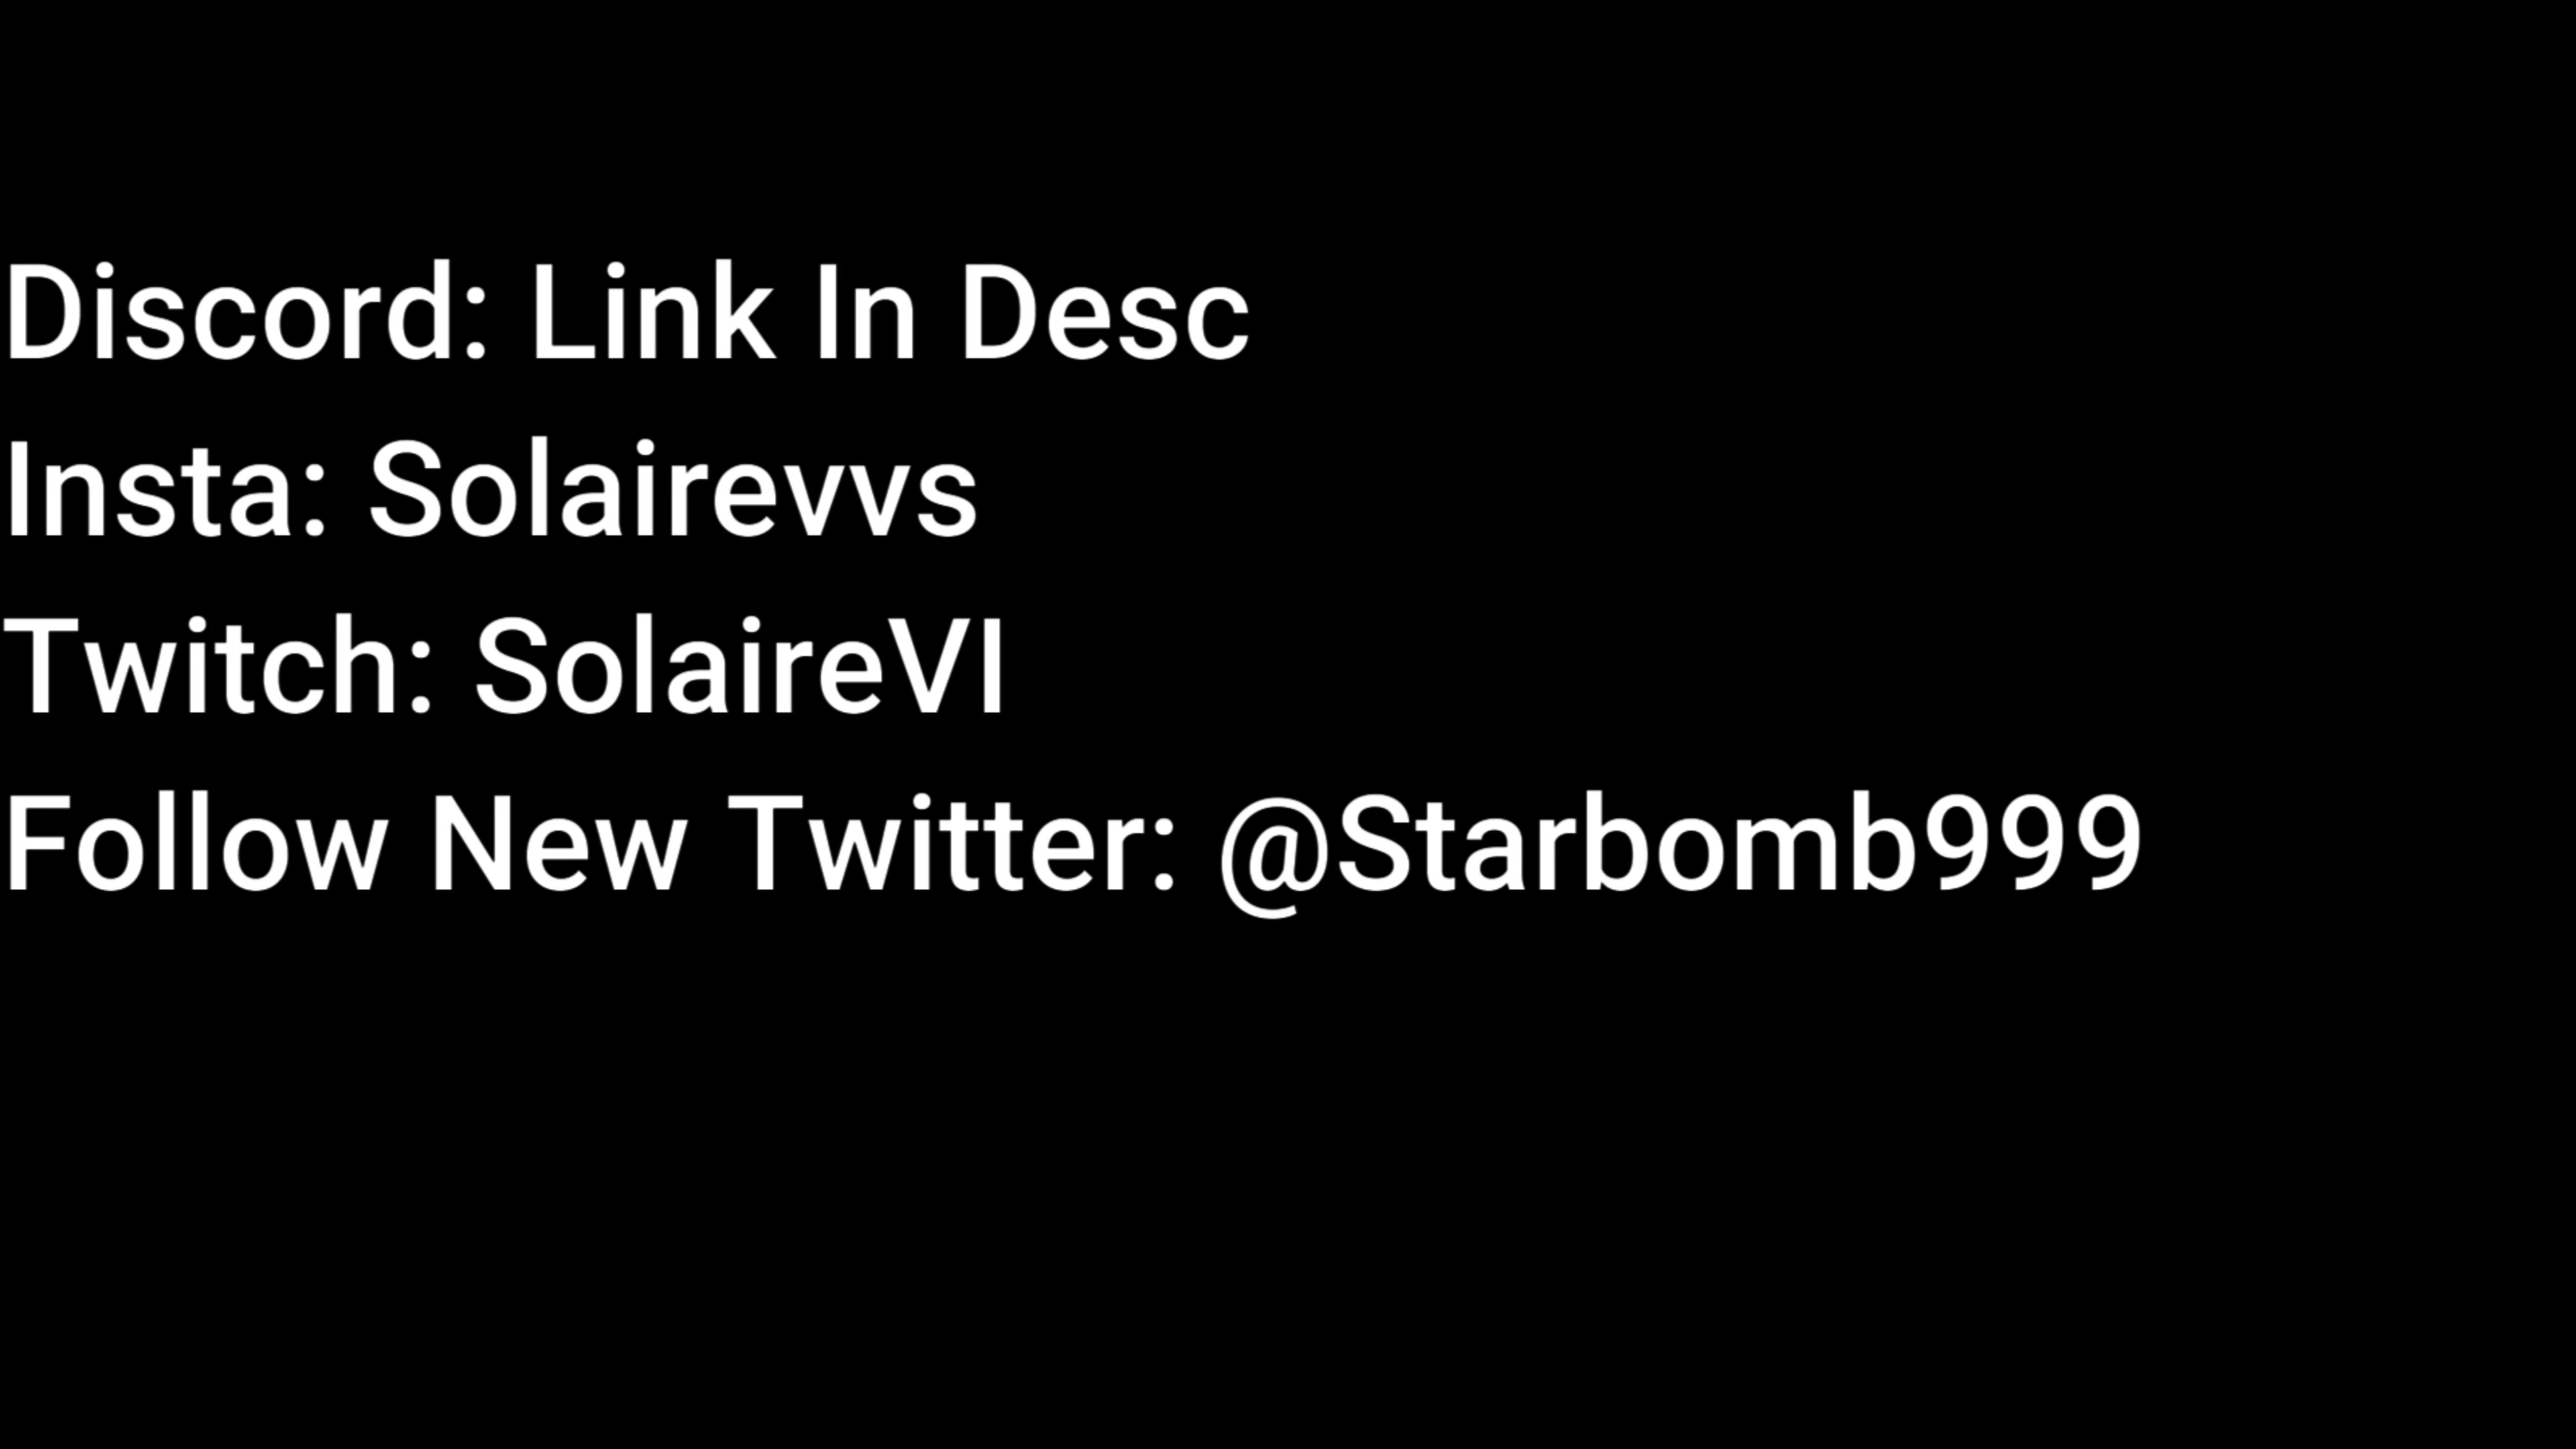 Discord: Link In Desc
Insta: Solairevvs
Twitch: SolaireVI
Follow New Twitter: @Starbomb999